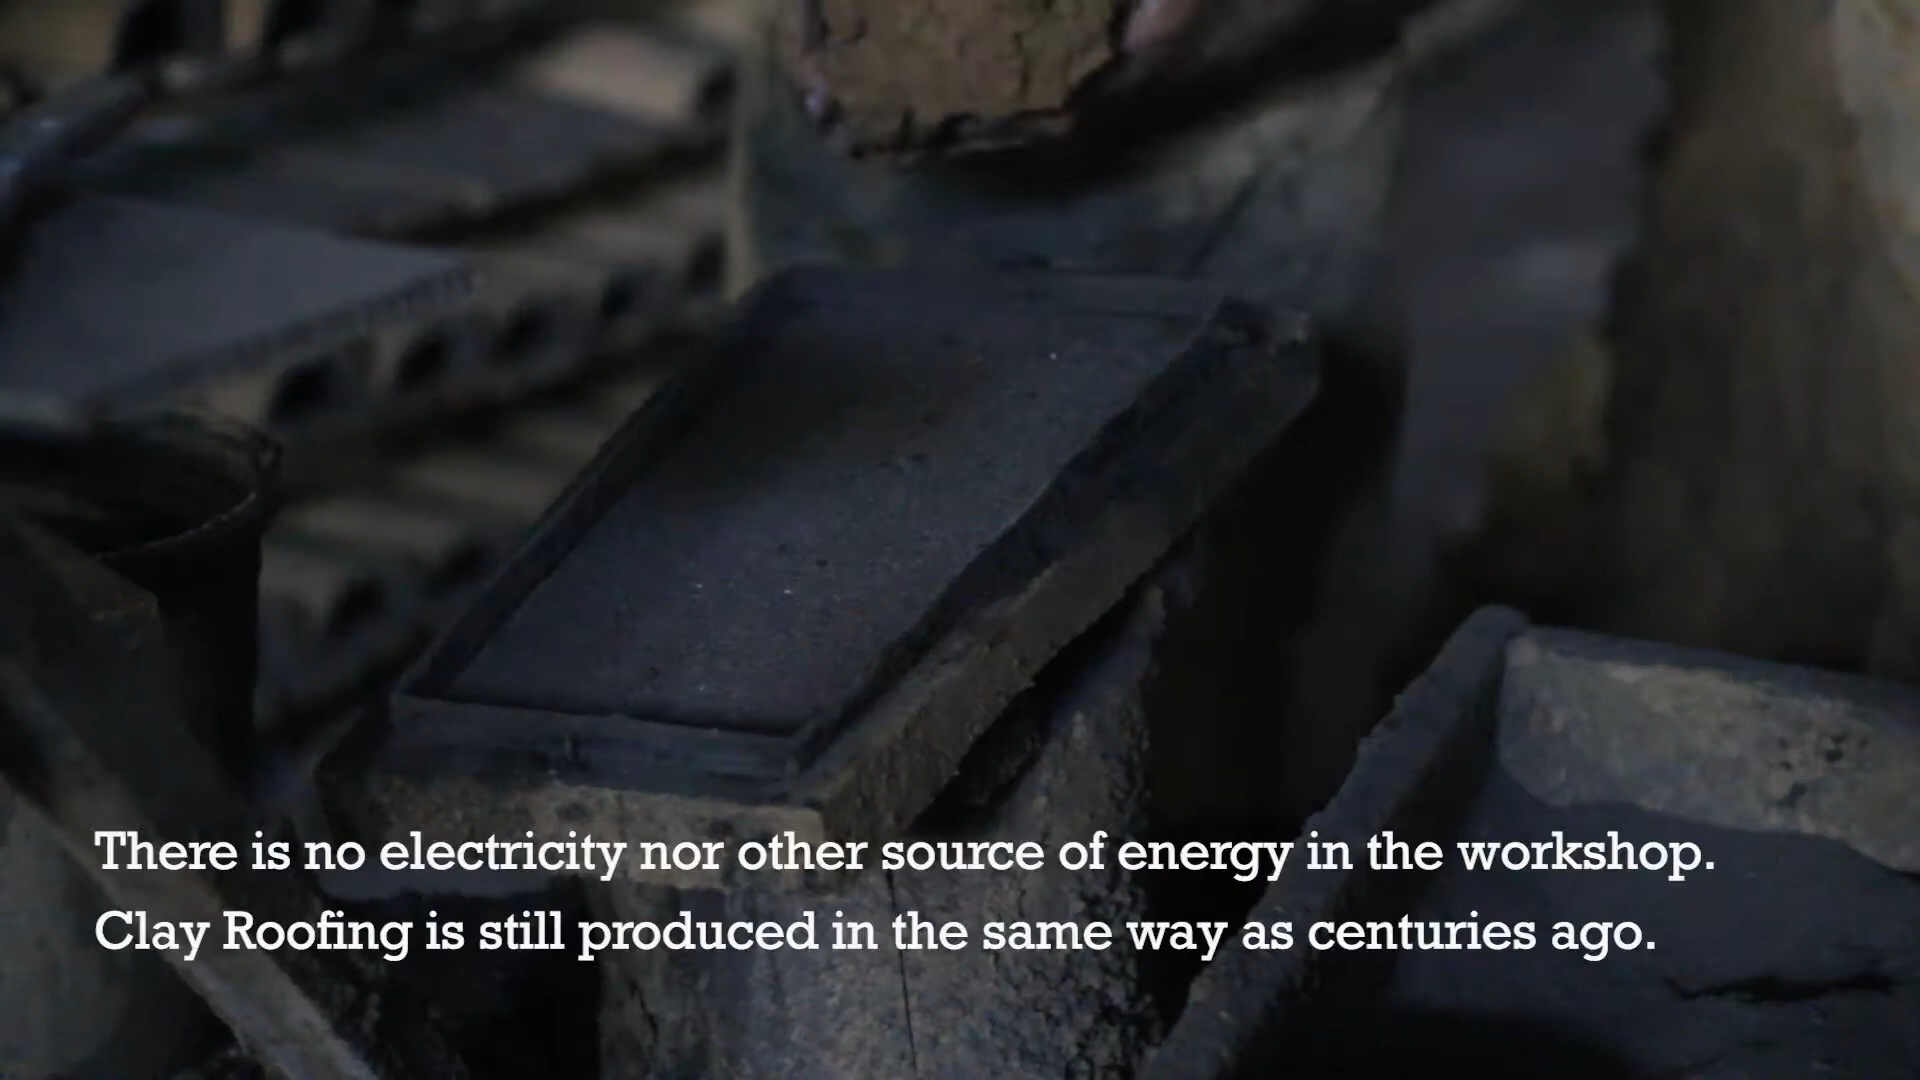 There is no electricity nor other source of energy in the workshop.
Clay Roofing is still produced in the same way as centuries ago.